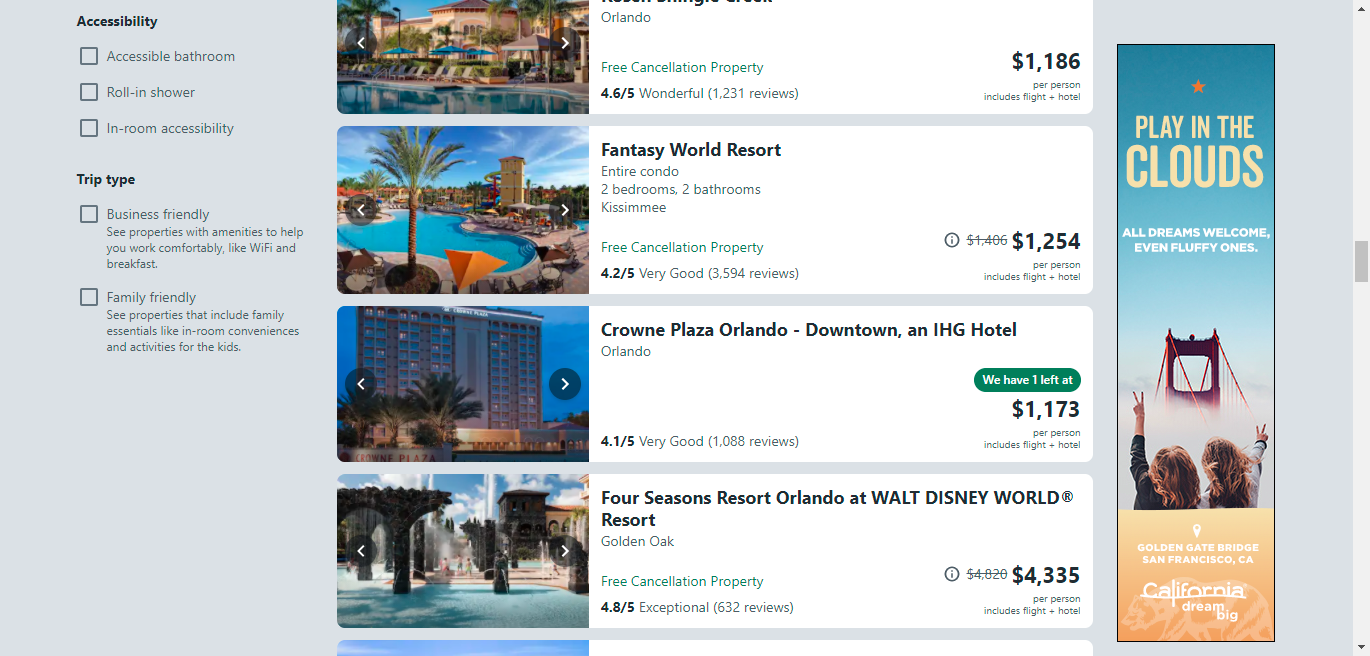 Accessibility
Accessible bathroom
Roll-in shower
In-room accessibility
Trip type
Business friendly
See properties with amenities to help
you work comfortably, like WiFi and
breakfast.
Family friendly
See properties that include family
essentials like in-room conveniences
and activities for the kids.
Rosen Shingle Creek
Orlando
Free Cancellation Property
4.6/5 Wonderful (1,231 reviews)
$1,186
per person
includes flight + hotel
Fantasy World Resort
Entire condo
2 bedrooms, 2 bathrooms
Kissimmee
Free Cancellation Property
4.2/5 Very Good (3,594 reviews)
$1,406 $1,254
per person
includes flight + hotel
CROWNE PLAZA
CROWNE PLAZA
Crowne Plaza Orlando - Downtown, an IHG Hotel
Orlando
We have 1 left at
$1,173
4.1/5 Very Good (1,088 reviews)
per person
includes flight + hotel
Four Seasons Resort Orlando at WALT DISNEY WORLD®
Resort
Golden Oak
Free Cancellation Property
4.8/5 Exceptional (632 reviews)
$4,820 $4,335
per person
includes flight + hotel
PLAY IN THE
CLOUDS
ALL DREAMS WELCOME,
EVEN FLUFFY ONES.
GOLDEN GATE BRIDGE
SAN FRANCISCO, CA
California
dream
big